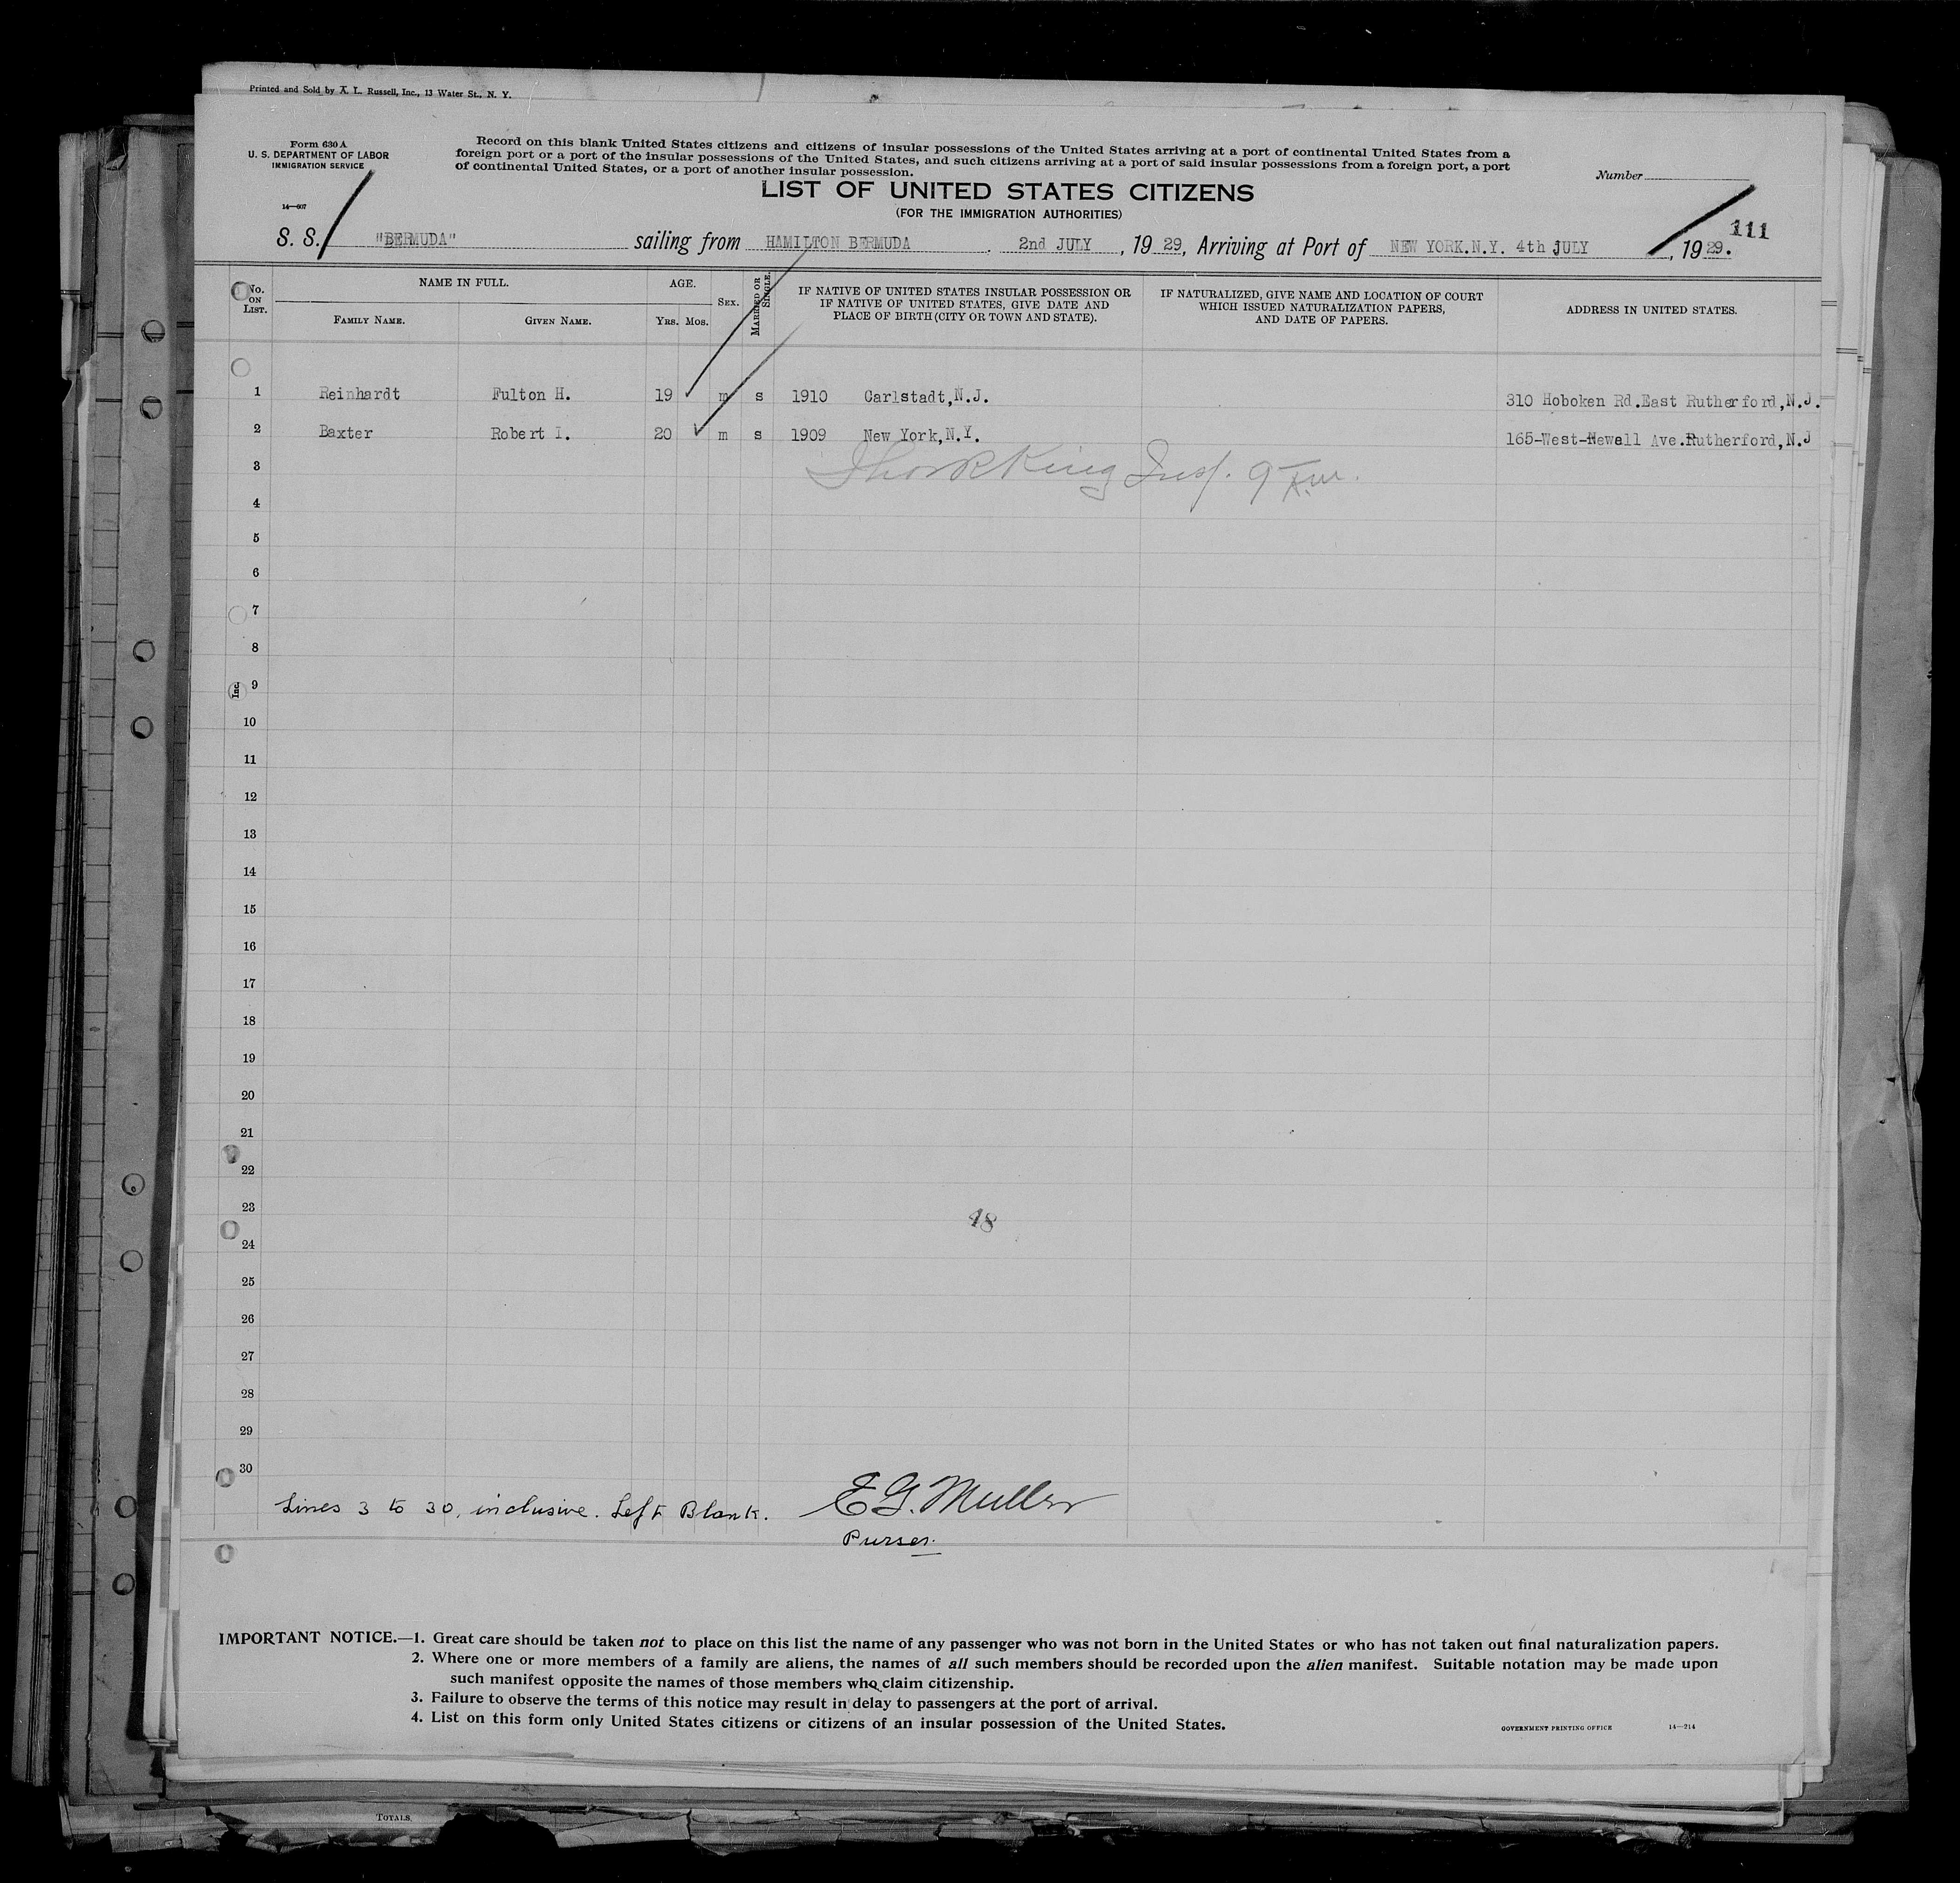 Printed and Sold by A. L. Russell, Inc., 13 Water St., N. Y.
Form 630 A
U. S. DEPARTMENT OF LABOR
IMMIGRATION SERVICE
14—607
Record on this blank United States citizens and citizens of insular possessions of the United States arriving at a port of continental United States from a
foreign port or a port of the insular possessions of the United States, and such citizens arriving at a port of said insular possessions from a foreign port, a port
of continental United States, or a port of another insular possession.
Number
LIST OF UNITED STATES CITIZENS
(FOR THE IMMIGRATION AUTHORITIES)
111
S. S. "BERMUDA" sailing from HAMILTON BERMUDA . 2nd JULY , 19 29, Arriving at Port of NEW YORK.N.Y. 4th JULY , 19 29.
No. ON LIST.
NAME IN FULL.
FAMILY NAME.
GIVEN NAME.
AGE.
YRS. MOS.
SEX.
MARRIED OR SINGLE.
IF NATIVE OF UNITED STATES INSULAR POSSESSION OR
IF NATIVE OF UNITED STATES, GIVE DATE AND
PLACE OF BIRTH (CITY OR TOWN AND STATE).
IF NATURALIZED, GIVE NAME AND LOCATION OF COURT
WHICH ISSUED NATURALIZATION PAPERS,
AND DATE OF PAPERS.
ADDRESS IN UNITED STATES.
1 Reinhardt Fulton H. 19 m s 1910 Carlstadt,N.J. 310 Hoboken Rd.East Rutherford,N.J.
2 Baxter Robert I. 20 m s 1909 New York,N.Y. 165-West-Newell Ave.Rutherford,N.J
3 King Insp.
4
5
6
7
8
Inc. 9
10
11
12
13
14
15
16
17
18
19
20
21
22
23 48
24
25
26
27
28
29
30
Lines 3 to 30, inclusive. Left Blank. E G. Muller
Purser.
IMPORTANT NOTICE.—1. Great care should be taken not to place on this list the name of any passenger who was not born in the United States or who has not taken out final naturalization papers.
2. Where one or more members of a family are aliens, the names of all such members should be recorded upon the alien manifest. Suitable notation may be made upon
such manifest opposite the names of those members who claim citizenship.
3. Failure to observe the terms of this notice may result in delay to passengers at the port of arrival.
4. List on this form only United States citizens or citizens of an insular possession of the United States.
GOVERNMENT PRINTING OFFICE 14—214
TOTALS.